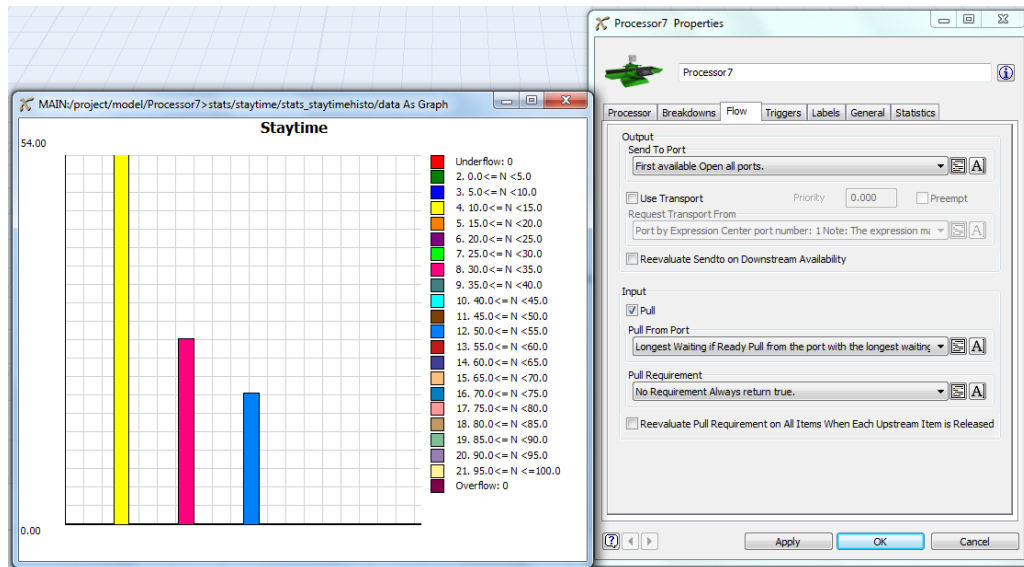 MAIN:/project/model/Processor7>stats/staytime/stats_staytimehisto/data As Graph
Staytime
54.00
0.00
Underflow: 0
2. 0.0<= N <5.0
3. 5.0<= N <10.0
4. 10.0<= N <15.0
5. 15.0<= N <20.0
6. 20.0<= N <25.0
7. 25.0<= N <30.0
8. 30.0<= N <35.0
9. 35.0<= N <40.0
10. 40.0<= N <45.0
11. 45.0<= N <50.0
12. 50.0<= N <55.0
13. 55.0<= N <60.0
14. 60.0<= N <65.0
15. 65.0<= N <70.0
16. 70.0<= N <75.0
17. 75.0<= N <80.0
18. 80.0<= N <85.0
19. 85.0<= N <90.0
20. 90.0<= N <95.0
21. 95.0<= N <=100.0
Overflow: 0
Processor7 Properties
Processor7
Processor Breakdowns Flow Triggers Labels General Statistics
Output
Send To Port
First available Open all ports. A
Use Transport Priority 0.000 Preempt
Request Transport From
Port by Expression Center port number: 1 Note: The expression ma A
Reevaluate Sendto on Downstream Availability
Input
Pull
Pull From Port
Longest Waiting if Ready Pull from the port with the longest waiting A
Pull Requirement
No Requirement Always return true. A
Reevaluate Pull Requirement on All Items When Each Upstream Item is Released
? Apply OK Cancel